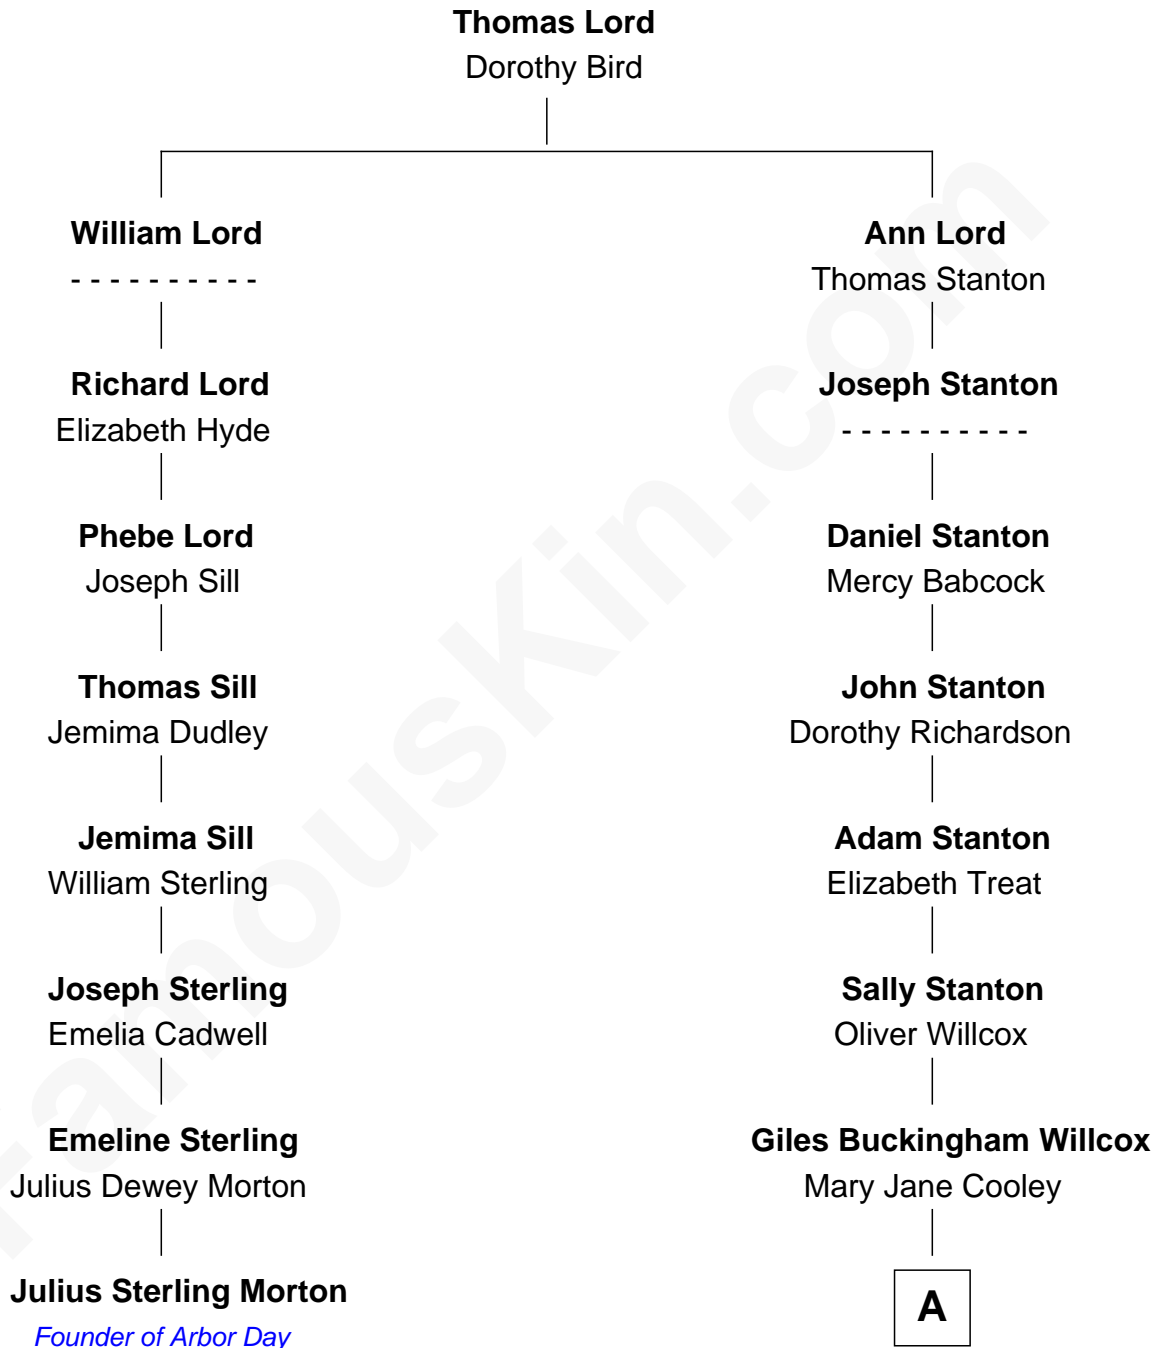 Thomas Lord
Dorothy Bird
William Lord
- - - - - - - - - -
Ann Lord
Thomas Stanton
Richard Lord
Elizabeth Hyde
Joseph Stanton
- - - - - - - - - -
Phebe Lord
Joseph Sill
Daniel Stanton
Mercy Babcock
Thomas Sill
Jemima Dudley
John Stanton
Dorothy Richardson
Jemima Sill
William Sterling
Adam Stanton
Elizabeth Treat
Joseph Sterling
Emelia Cadwell
Sally Stanton
Oliver Willcox
Emeline Sterling
Julius Dewey Morton
Giles Buckingham Willcox
Mary Jane Cooley
Julius Sterling Morton
Founder of Arbor Day
A
FamousKin.com